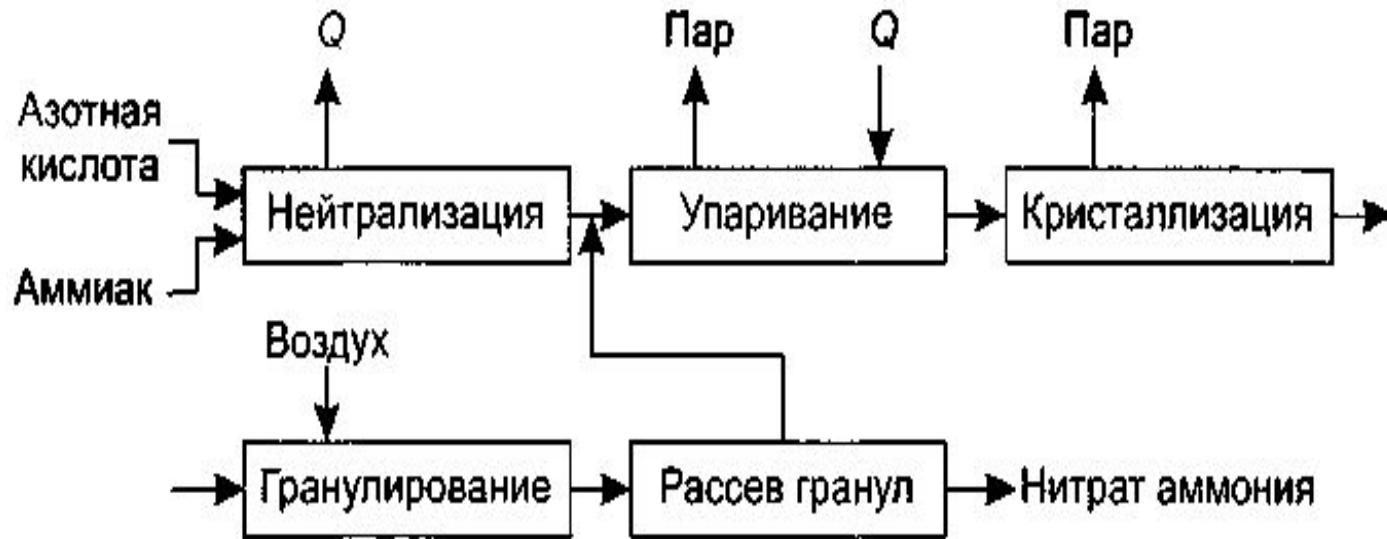 Q
Пар
Q
Пар
Азотная
кислота
Аммиак
Нейтрализация
Упаривание
Кристаллизация
Воздух
Гранулирование
Рассев гранул
Нитрат аммония